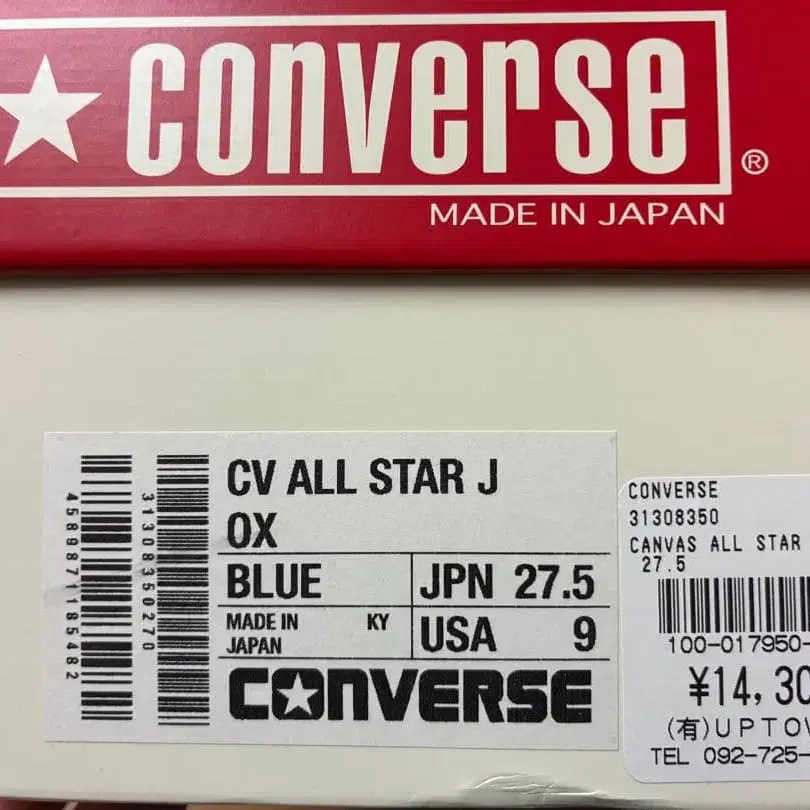 CONVERSE ®
MADE IN JAPAN
CV ALL STAR J
OX
BLUE
JPN 27.5
MADE IN JAPAN
KY
USA 9
CONVERSE
4589871185482
31308350270
CONVERSE
31308350
CANVAS ALL STAR
27.5
100-017950-
¥14,30
(有)UPTOW
TEL 092-725-